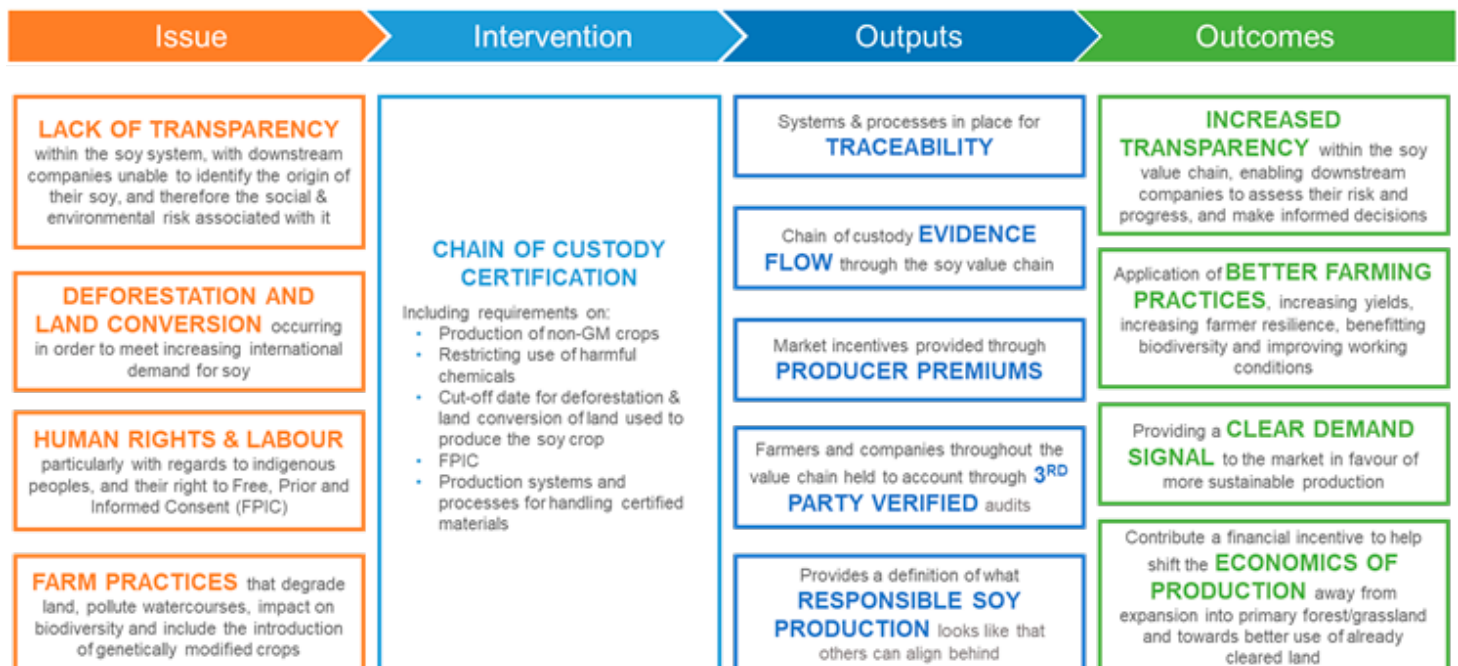 Issue
Intervention
Outputs
Outcomes
LACK OF TRANSPARENCY
within the soy system, with downstream
companies unable to identify the origin of
their soy, and therefore the social &
environmental risk associated with it
DEFORESTATION AND
LAND CONVERSION occurring
in order to meet increasing international
demand for soy
HUMAN RIGHTS & LABOUR
particularly with regards to indigenous
peoples, and their right to Free, Prior and
Informed Consent (FPIC)
FARM PRACTICES that degrade
land, pollute watercourses, impact on
biodiversity and include the introduction
of genetically modified crops
CHAIN OF CUSTODY
CERTIFICATION
Including requirements on:
• Production of non-GM crops
• Restricting use of harmful
chemicals
• Cut-off date for deforestation &
land conversion of land used to
produce the soy crop
• FPIC
• Production systems and
processes for handling certified
materials
Systems & processes in place for
TRACEABILITY
Chain of custody EVIDENCE
FLOW through the soy value chain
Market incentives provided through
PRODUCER PREMIUMS
Farmers and companies throughout the
value chain held to account through 3RD
PARTY VERIFIED audits
Provides a definition of what
RESPONSIBLE SOY
PRODUCTION looks like that
others can align behind
INCREASED
TRANSPARENCY within the soy
value chain, enabling downstream
companies to assess their risk and
progress, and make informed decisions
Application of BETTER FARMING
PRACTICES, increasing yields,
increasing farmer resilience, benefitting
biodiversity and improving working
conditions
Providing a CLEAR DEMAND
SIGNAL to the market in favour of
more sustainable production
Contribute a financial incentive to help
shift the ECONOMICS OF
PRODUCTION away from
expansion into primary forest/grassland
and towards better use of already
cleared land